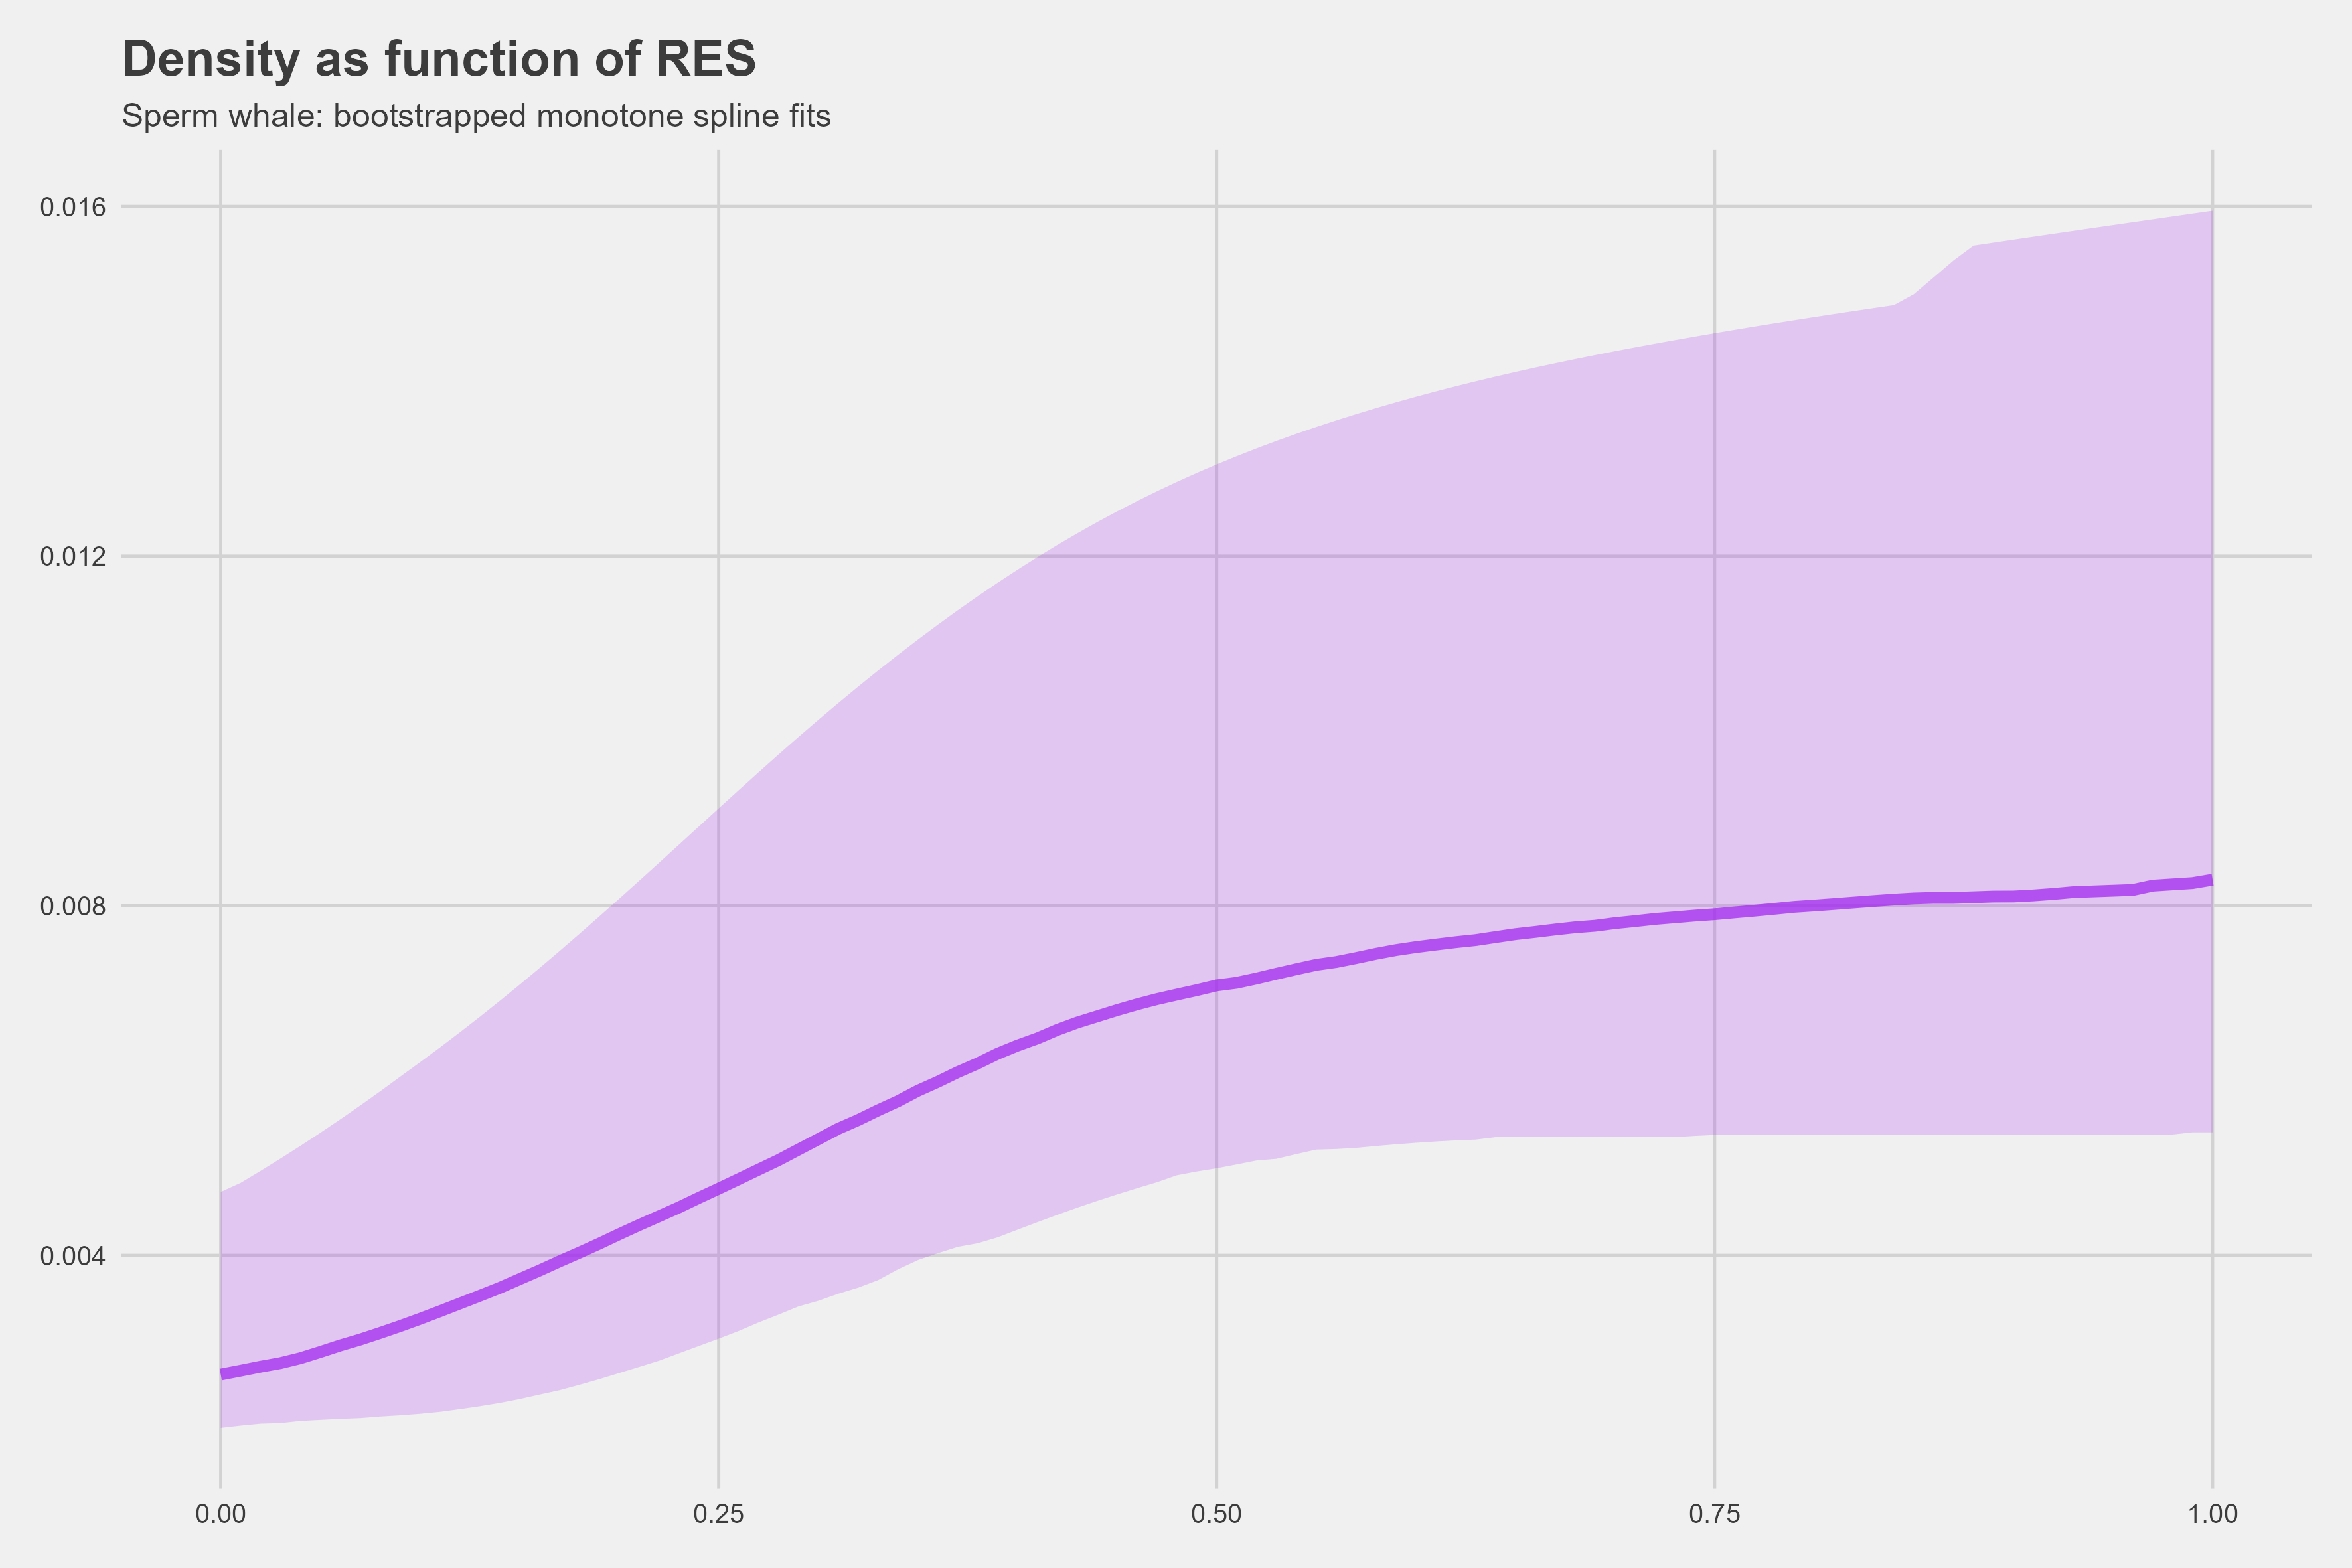 Density as function of RES
Sperm whale: bootstrapped monotone spline fits
0.016
0.012
0.008
0.004
0.00 0.25 0.50 0.75 1.00